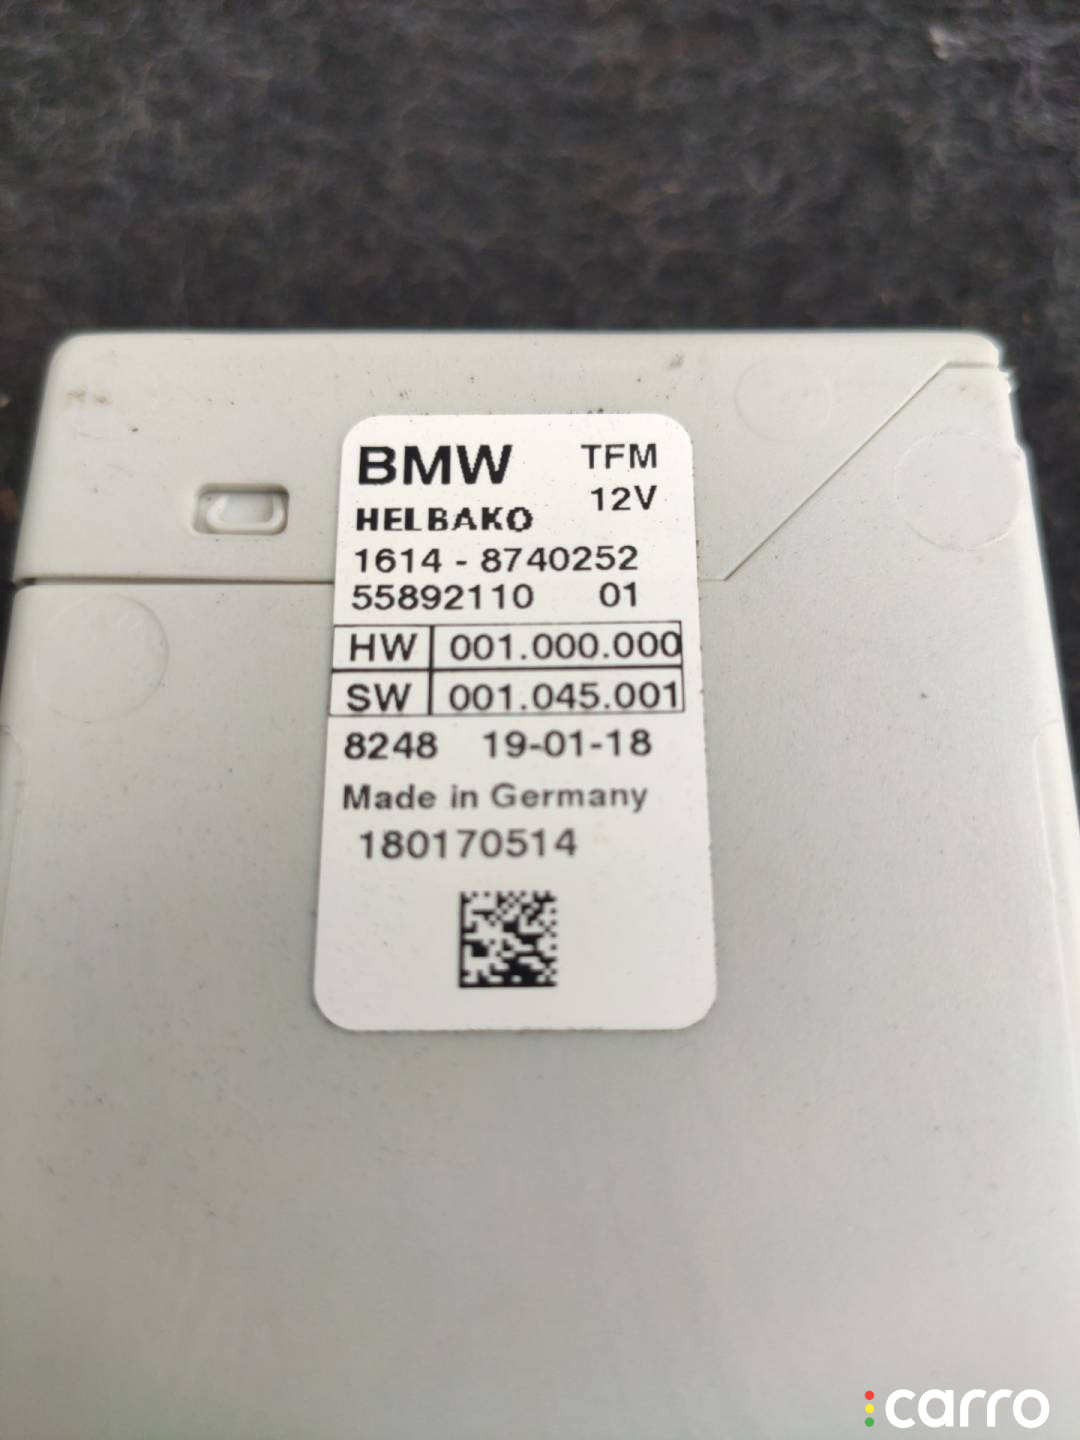 BMW TFM
HELBAKO 12V
1614 - 8740252
55892110 01
HW 001.000.000
SW 001.045.001
8248 19-01-18
Made in Germany
180170514
carro